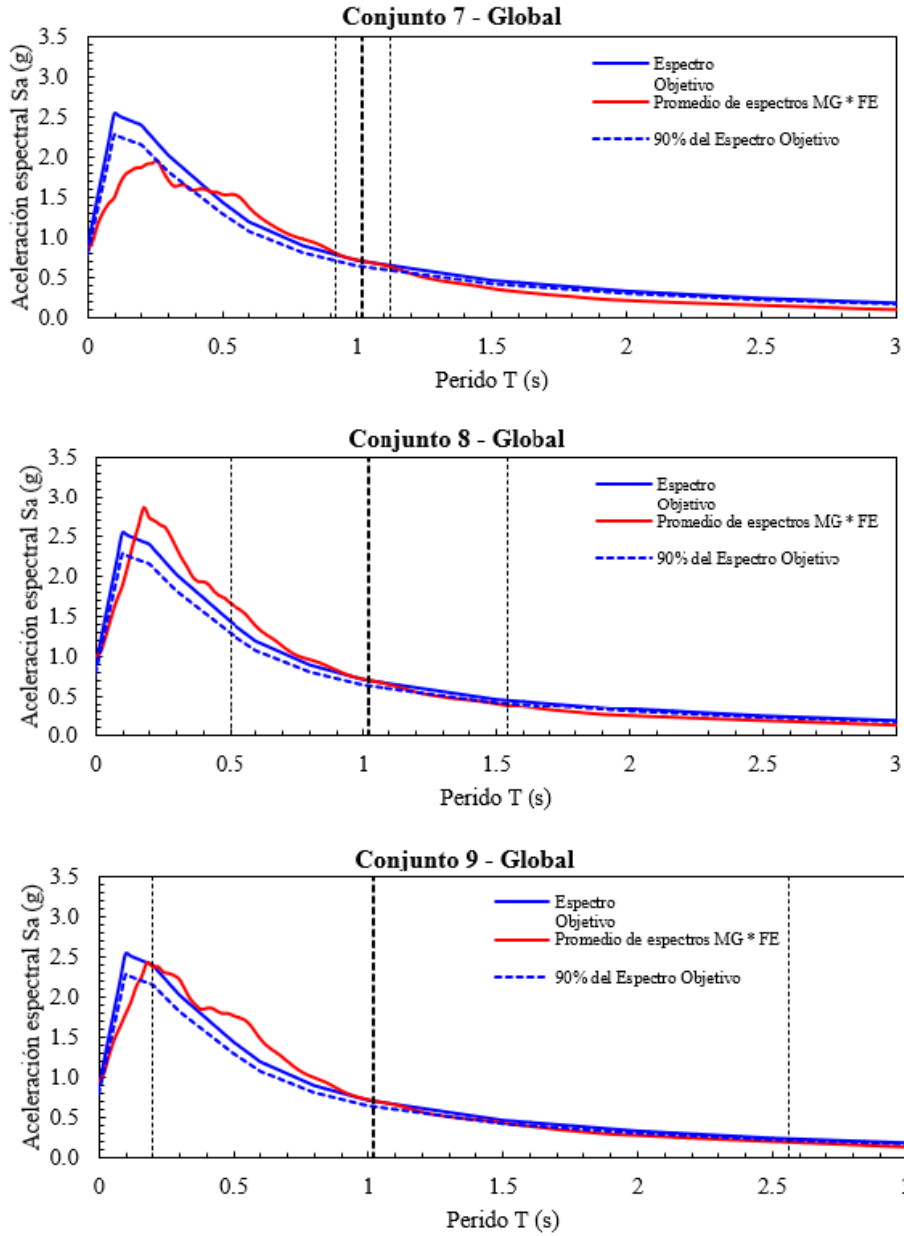 Conjunto 7 - Global
Aceleración espectral Sa (g)
3.5
3.0
2.5
2.0
1.5
1.0
0.5
0.0
Espectro
Objetivo
Promedio de espectros MG * FE
90% del Espectro Objetivo
0 0.5 1 1.5 2 2.5 3
Perido T (s)
Conjunto 8 - Global
Aceleración espectral Sa (g)
3.5
3.0
2.5
2.0
1.5
1.0
0.5
0.0
Espectro
Objetivo
Promedio de espectros MG * FE
90% del Espectro Objetivo
0 0.5 1 1.5 2 2.5 3
Perido T (s)
Conjunto 9 - Global
Aceleración espectral Sa (g)
3.5
3.0
2.5
2.0
1.5
1.0
0.5
0.0
Espectro
Objetivo
Promedio de espectros MG * FE
90% del Espectro Objetivo
0 0.5 1 1.5 2 2.5 3
Perido T (s)